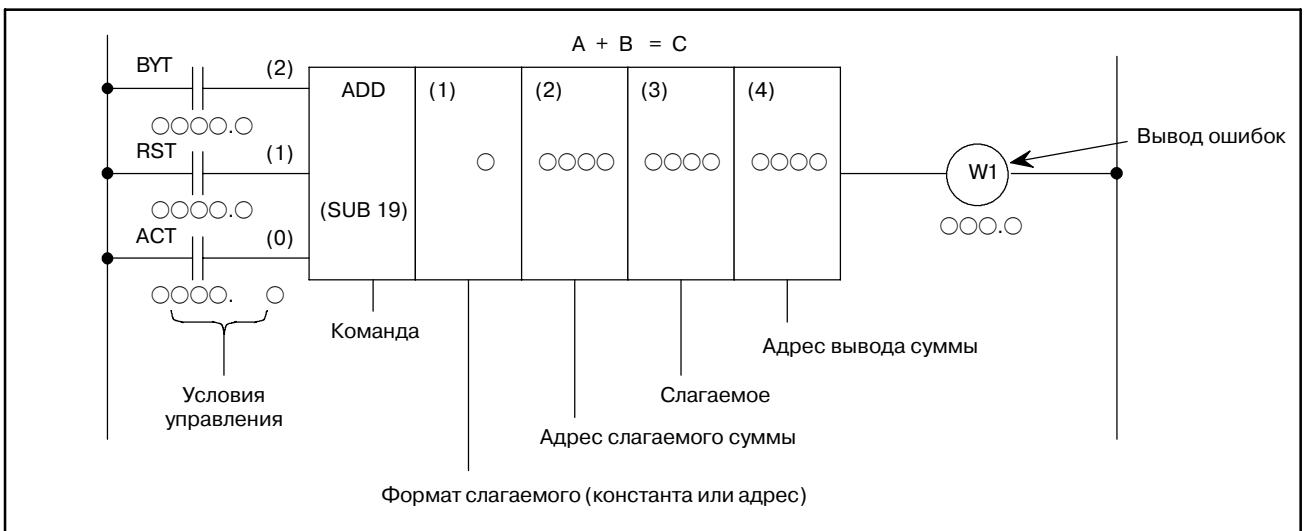 A + B = C
BYT (2) ADD (1) (2) (3) (4)
○○○○.○
Вывод ошибок
RST (1) ○ ○○○○ ○○○○ ○○○○ W1
○○○○.○ (SUB 19) ○○○.○
ACT (0)
○○○○. ○
Команда
Адрес вывода суммы
Условия
управления
Слагаемое
Адрес слагаемого суммы
Формат слагаемого (константа или адрес)